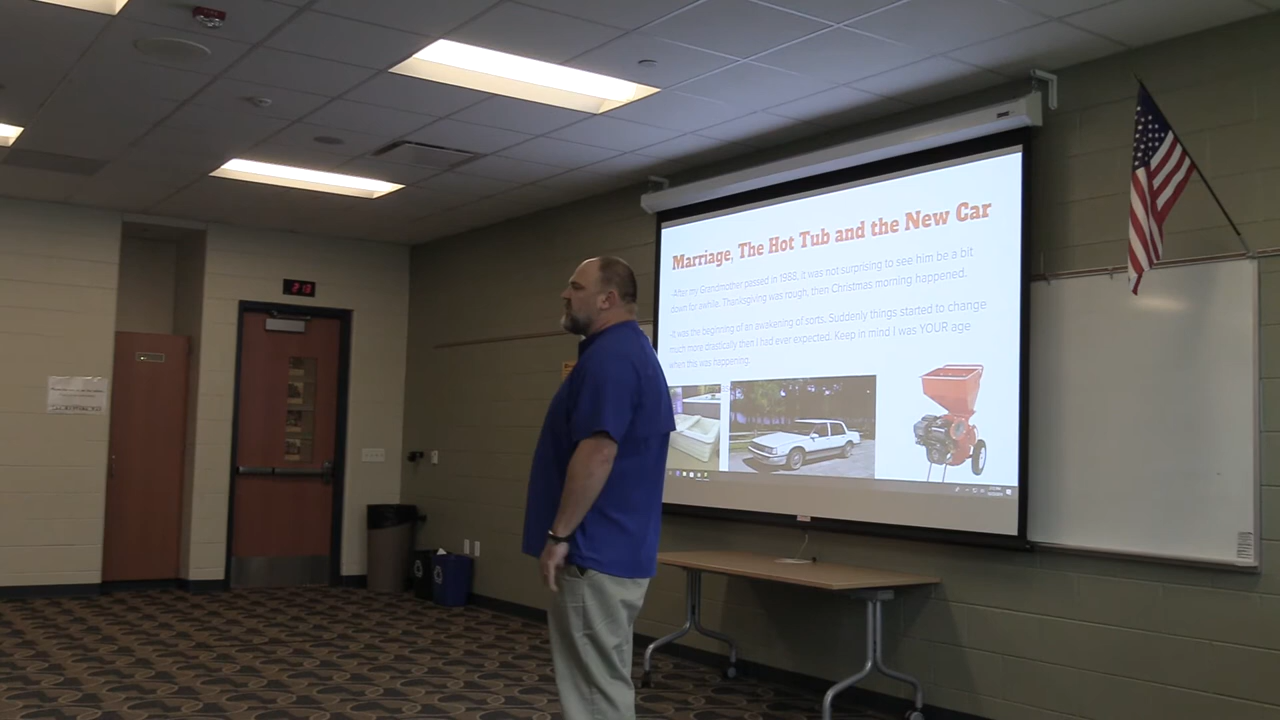 Marriage, The Hot Tub and the New Car
-After my Grandmother passed in 1988, it was not surprising to see him be a bit
down for awhile. Thanksgiving was rough, then Christmas morning happened.
-It was the beginning of an awakening of sorts. Suddenly things started to change
much more drastically then I had ever expected. Keep in mind I was YOUR age
when this was happening.